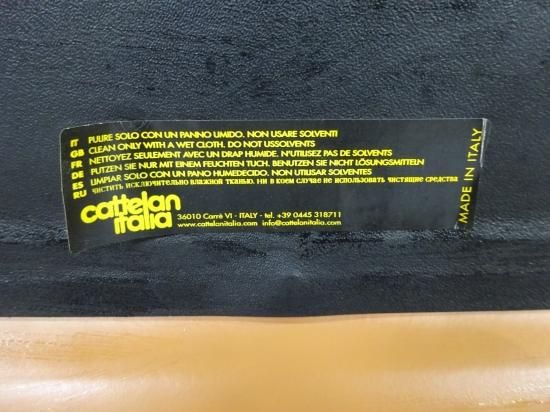 IT PULIRE SOLO CON UN PANNO UMIDO. NON USARE SOLVENTI
GB CLEAN ONLY WITH A WET CLOTH. DO NOT USSOLVENTS
FR NETTOYEZ SEULEMENT AVEC UN DRAP HUMIDE. N'UTILISEZ PAS DE SOLVENTS
DE PUTZEN SIE NUR MIT EINEM FEUCHTEN TUCH. BENUTZEN SIE NICHT LÖSUNGSMITTELN
ES LIMPIAR SOLO CON UN PANO HUMEDECIDO. NON UTILISAR SOLVENTES
RU ЧИСТИТЬ ИСКЛЮЧИТЕЛЬНО ВЛАЖНОЙ ТКАНЬЮ. НИ В КОЕМ СЛУЧАЕ НЕ ИСПОЛЬЗОВАТЬ ЧИСТЯЩИЕ СРЕДСТВА
cattelan
italia
36010 Carrè VI - ITALY - tel. +39 0445 318711
www.cattelanitalia.com info@cattelanitalia.com
MADE IN ITALY